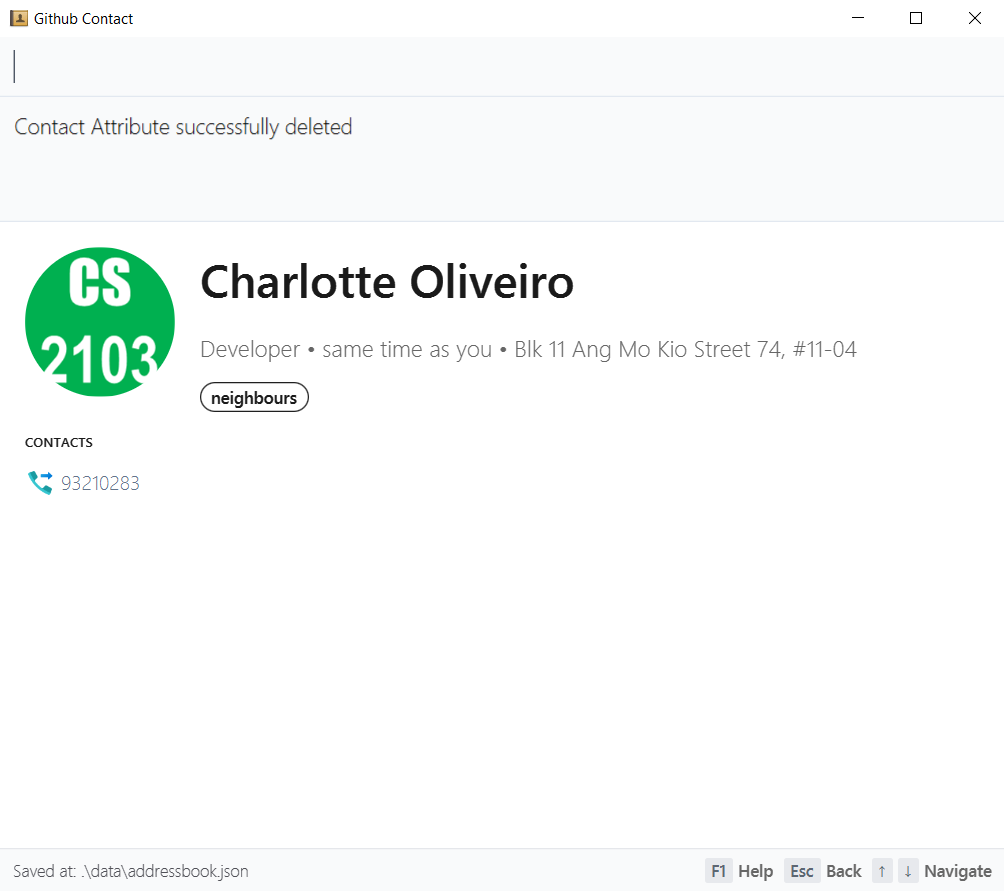 Github Contact
Contact Attribute successfully deleted
CS
2103
Charlotte Oliveiro
Developer • same time as you • Blk 11 Ang Mo Kio Street 74, #11-04
neighbours
CONTACTS
93210283
Saved at: .\data\addressbook.json
F1 Help Esc Back ↑ ↓ Navigate